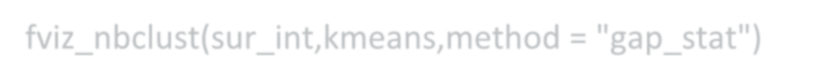 fviz_nbclust(sur_int,kmeans,method = "gap_stat")